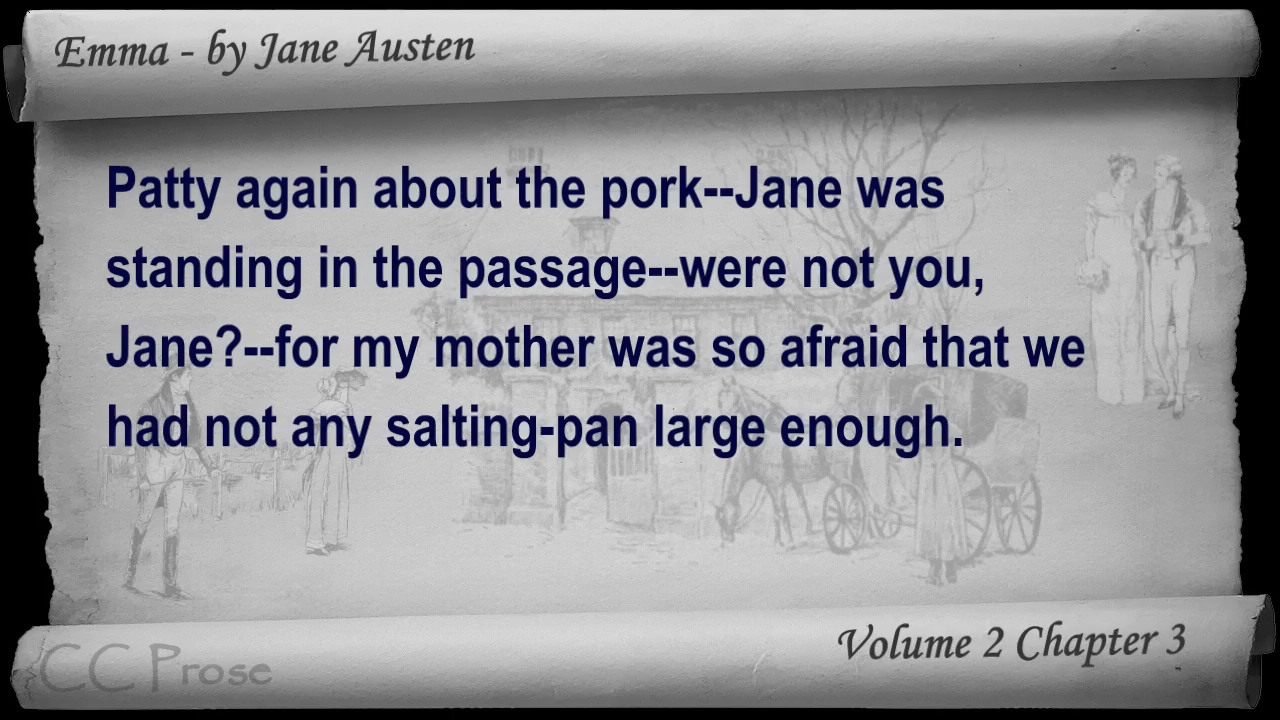 Emma - by Jane Austen
Patty again about the pork--Jane was
standing in the passage--were not you,
Jane?--for my mother was so afraid that we
had not any salting-pan large enough.
Volume 2 Chapter 3
CC Prose